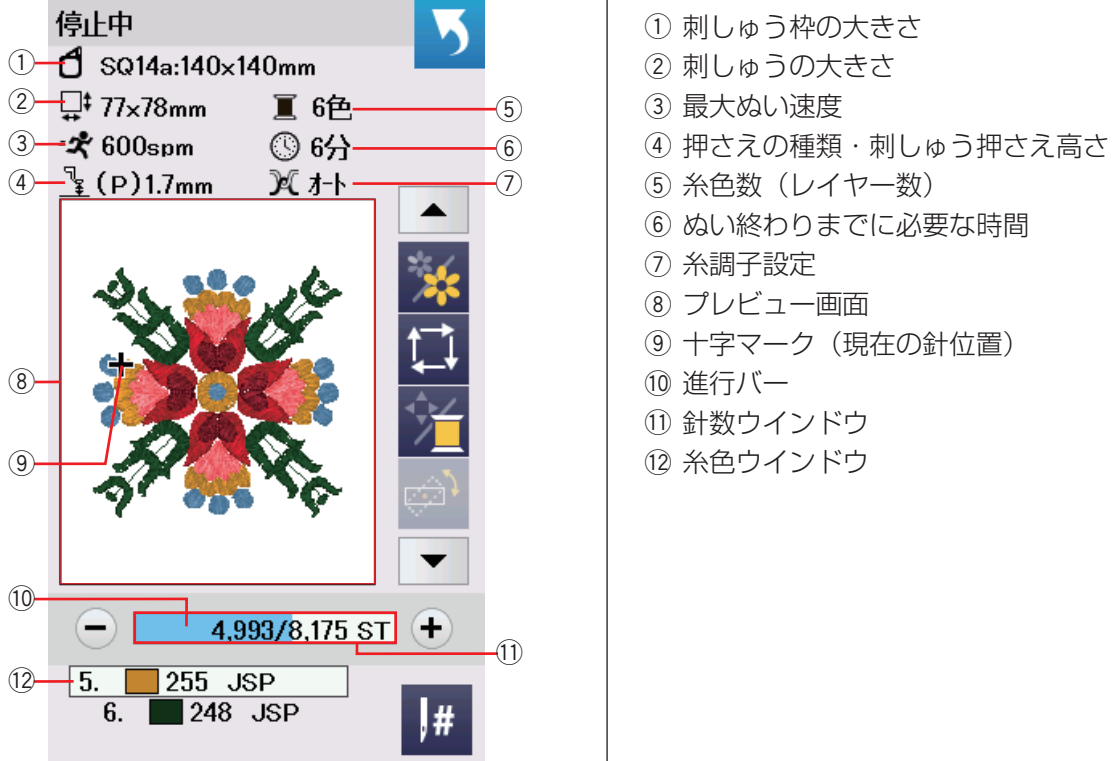 停止中
① SQ14a:140×140mm
② 77×78mm 6色 ⑤
③ 600spm 6分 ⑥
④ (P)1.7mm オート ⑦
⑧
⑨
⑩
4,993/8,175 ST
⑪
⑫ 5. 255 JSP
6. 248 JSP
#
① 刺しゅう枠の大きさ
② 刺しゅうの大きさ
③ 最大ぬい速度
④ 押さえの種類・刺しゅう押さえ高さ
⑤ 糸色数（レイヤー数）
⑥ ぬい終わりまでに必要な時間
⑦ 糸調子設定
⑧ プレビュー画面
⑨ 十字マーク（現在の針位置）
⑩ 進行バー
⑪ 針数ウインドウ
⑫ 糸色ウインドウ